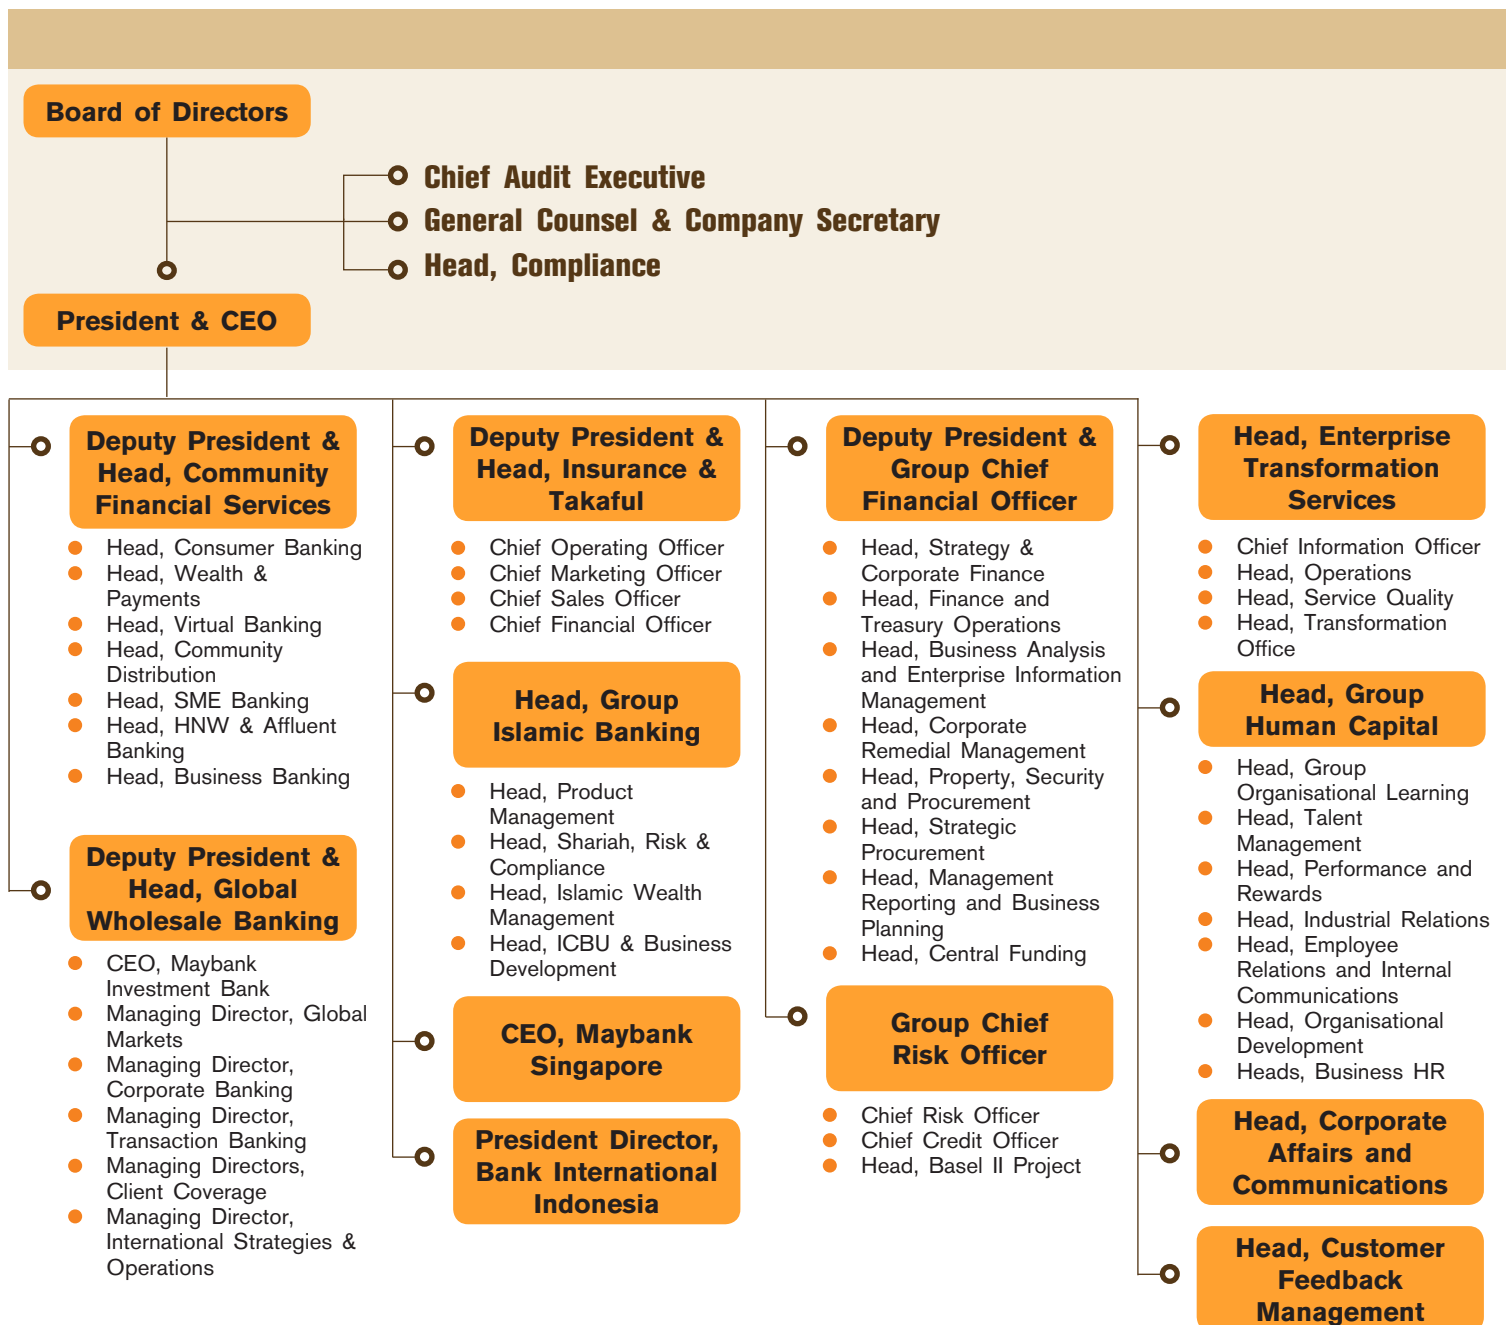 Board of Directors
Chief Audit Executive
General Counsel & Company Secretary
Head, Compliance
President & CEO
Deputy President &
Head, Community
Financial Services
Head, Consumer Banking
Head, Wealth &
Payments
Head, Virtual Banking
Head, Community
Distribution
Head, SME Banking
Head, HNW & Affluent
Banking
Head, Business Banking
Deputy President &
Head, Global
Wholesale Banking
CEO, Maybank
Investment Bank
Managing Director, Global
Markets
Managing Director,
Corporate Banking
Managing Director,
Transaction Banking
Managing Directors,
Client Coverage
Managing Director,
International Strategies &
Operations
Deputy President &
Head, Insurance &
Takaful
Chief Operating Officer
Chief Marketing Officer
Chief Sales Officer
Chief Financial Officer
Head, Group
Islamic Banking
Head, Product
Management
Head, Shariah, Risk &
Compliance
Head, Islamic Wealth
Management
Head, ICBU & Business
Development
CEO, Maybank
Singapore
President Director,
Bank International
Indonesia
Deputy President &
Group Chief
Financial Officer
Head, Strategy &
Corporate Finance
Head, Finance and
Treasury Operations
Head, Business Analysis
and Enterprise Information
Management
Head, Corporate
Remedial Management
Head, Property, Security
and Procurement
Head, Strategic
Procurement
Head, Management
Reporting and Business
Planning
Head, Central Funding
Group Chief
Risk Officer
Chief Risk Officer
Chief Credit Officer
Head, Basel II Project
Head, Enterprise
Transformation
Services
Chief Information Officer
Head, Operations
Head, Service Quality
Head, Transformation
Office
Head, Group
Human Capital
Head, Group
Organisational Learning
Head, Talent
Management
Head, Performance and
Rewards
Head, Industrial Relations
Head, Employee
Relations and Internal
Communications
Head, Organisational
Development
Heads, Business HR
Head, Corporate
Affairs and
Communications
Head, Customer
Feedback
Management